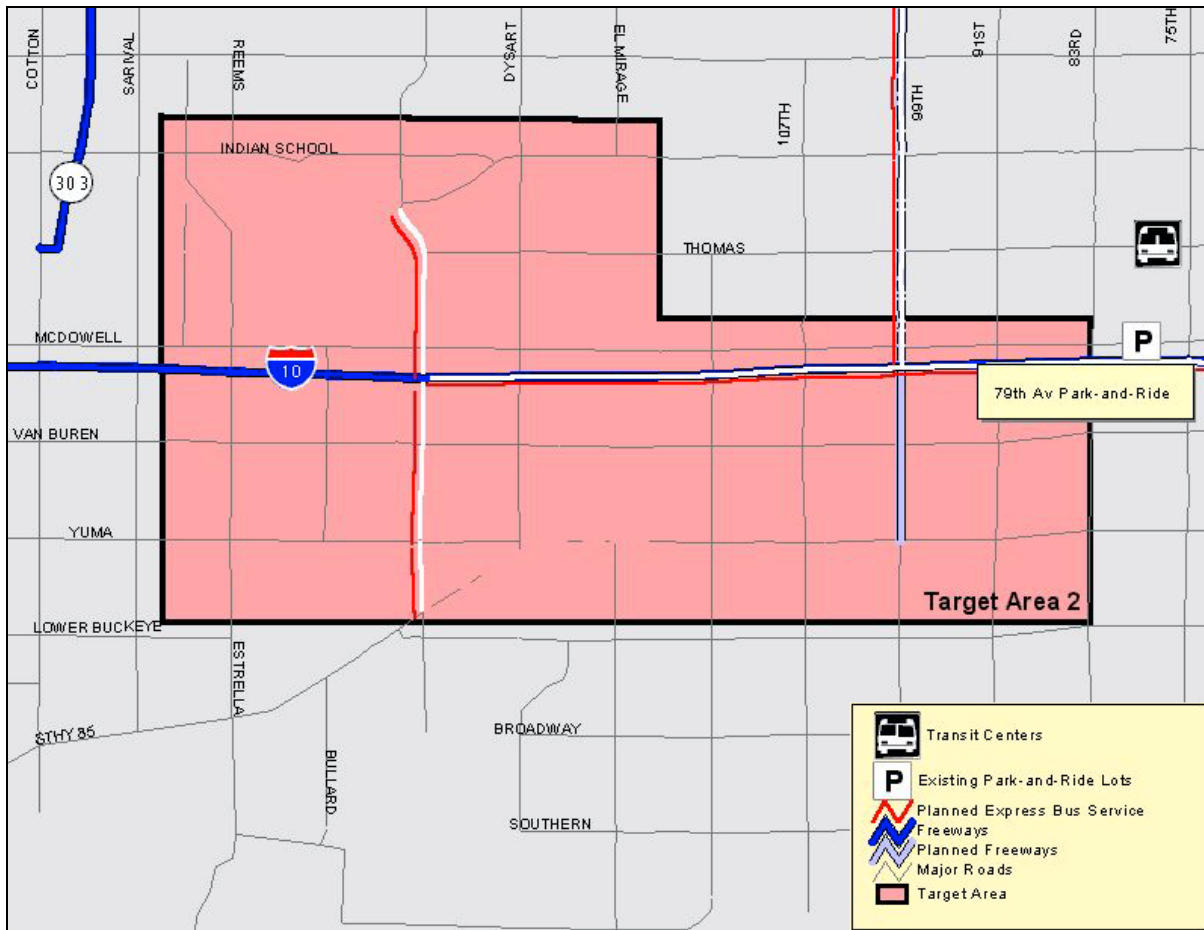 COTTON
SARIVAL
REEMS
DYSART
EL MIRAGE
107TH
99TH
91ST
83RD
75TH
INDIAN SCHOOL
303
THOMAS
MCDOWELL
P
10
79th Av Park-and-Ride
VAN BUREN
YUMA
Target Area 2
LOWER BUCKEYE
ESTRELLA
STHY 85
BULLARD
BROADWAY
SOUTHERN
Transit Centers
P Existing Park-and-Ride Lots
Planned Express Bus Service
Freeways
Planned Freeways
Major Roads
Target Area